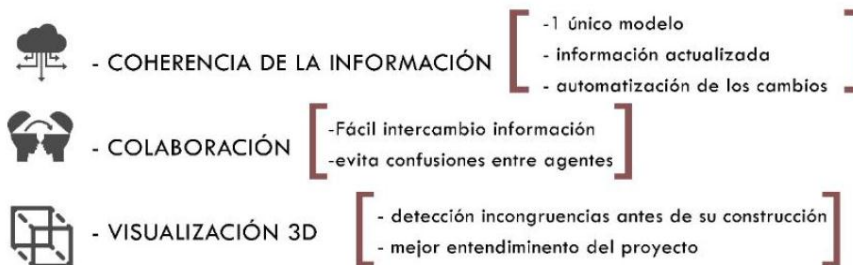 -1 único modelo
- COHERENCIA DE LA INFORMACIÓN
- información actualizada
- automatización de los cambios
- COLABORACIÓN
-Fácil intercambio información
-evita confusiones entre agentes
- VISUALIZACIÓN 3D
- detección incongruencias antes de su construcción
- mejor entendiminento del proyecto